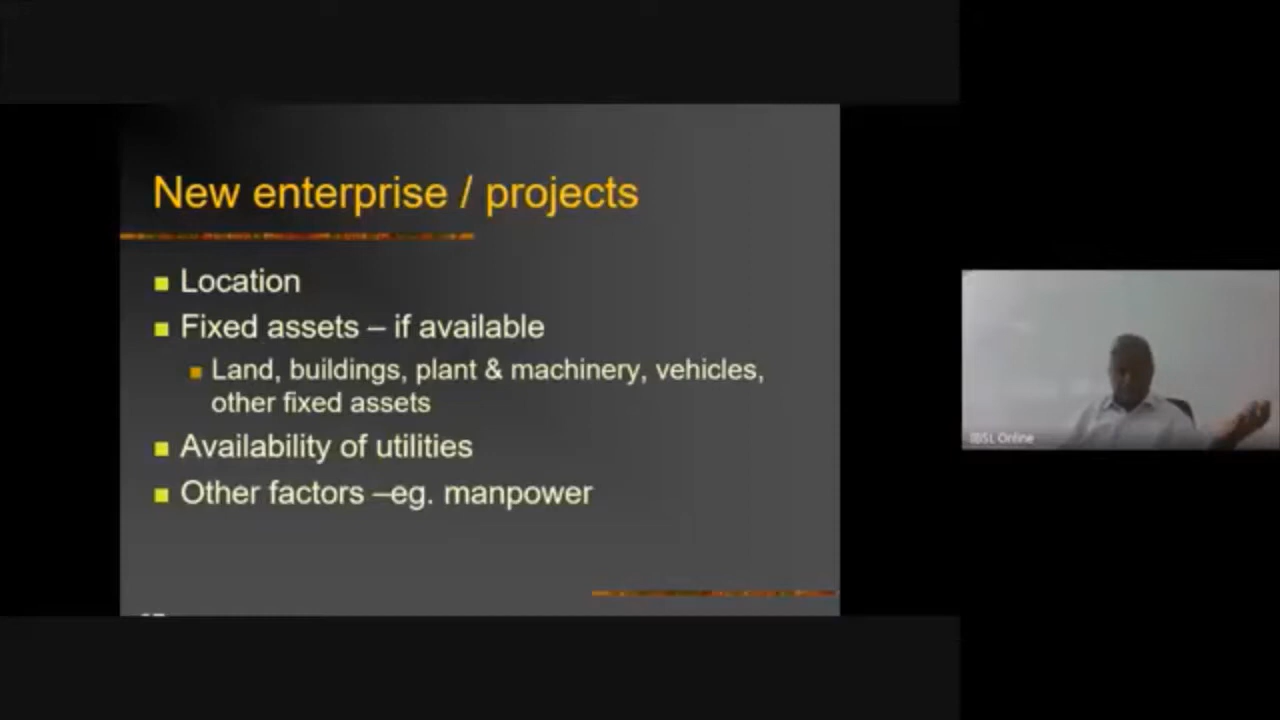 New enterprise / projects
Location
Fixed assets – if available
Land, buildings, plant & machinery, vehicles,
other fixed assets
Availability of utilities
Other factors –eg. manpower
IBSL Online